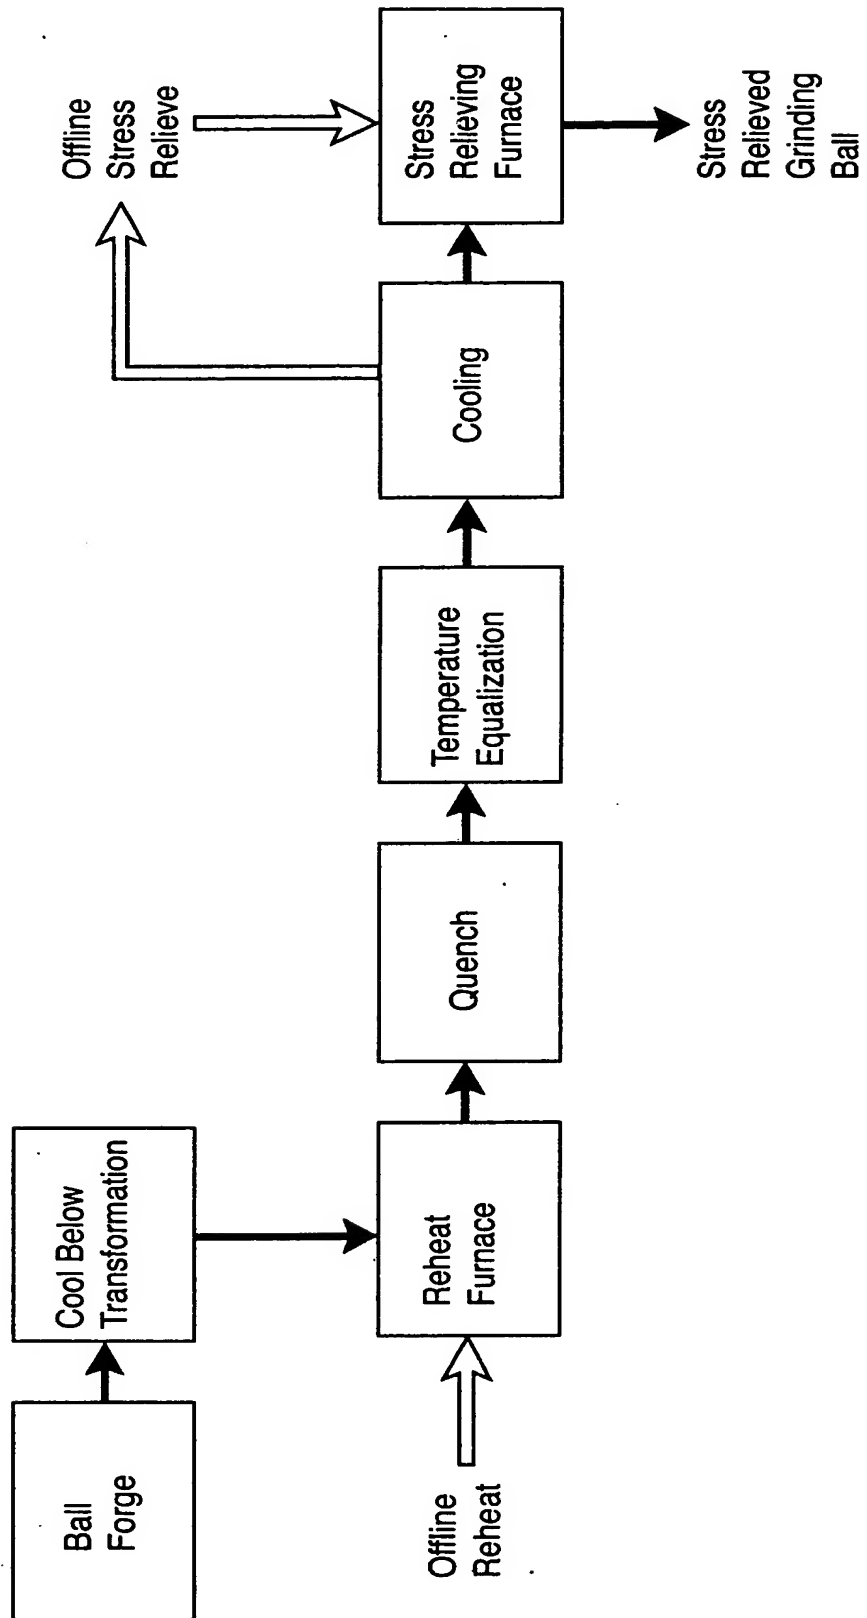 Ball
Forge
Cool Below
Transformation
Offline
Reheat
Reheat
Furnace
Quench
Temperature
Equalization
Cooling
Offline
Stress
Relieve
Stress
Relieving
Furnace
Stress
Relieved
Grinding
Ball